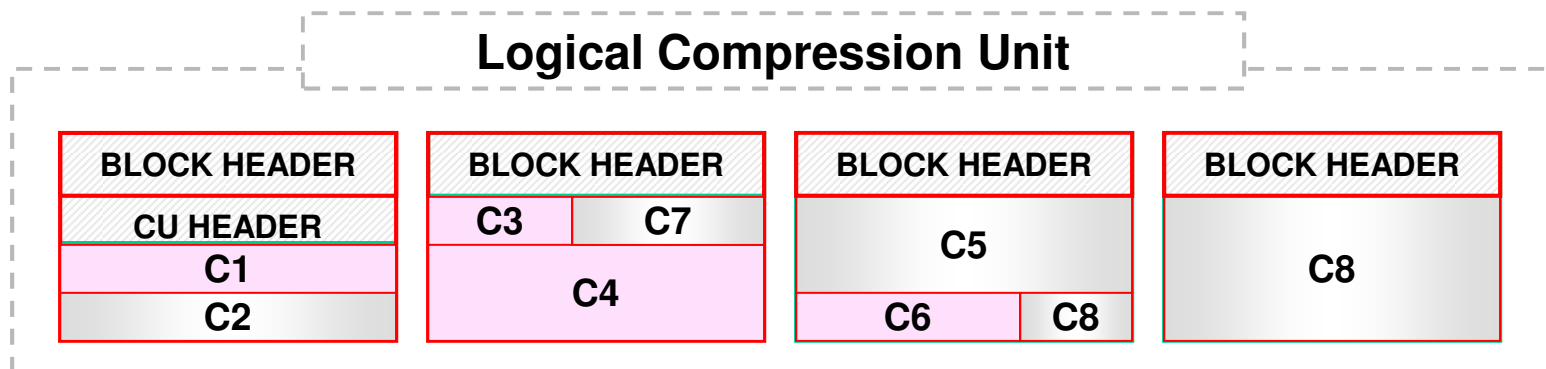 Logical Compression Unit
BLOCK HEADER
CU HEADER
C1
C2
BLOCK HEADER
C3 C7
C4
BLOCK HEADER
C5
C6 C8
BLOCK HEADER
C8